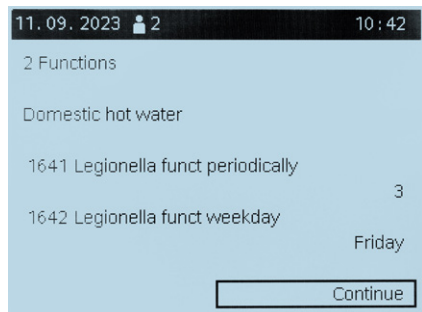 11.09.2023 2 10:42
2 Functions
Domestic hot water
1641 Legionella funct periodically
3
1642 Legionella funct weekday
Friday
Continue